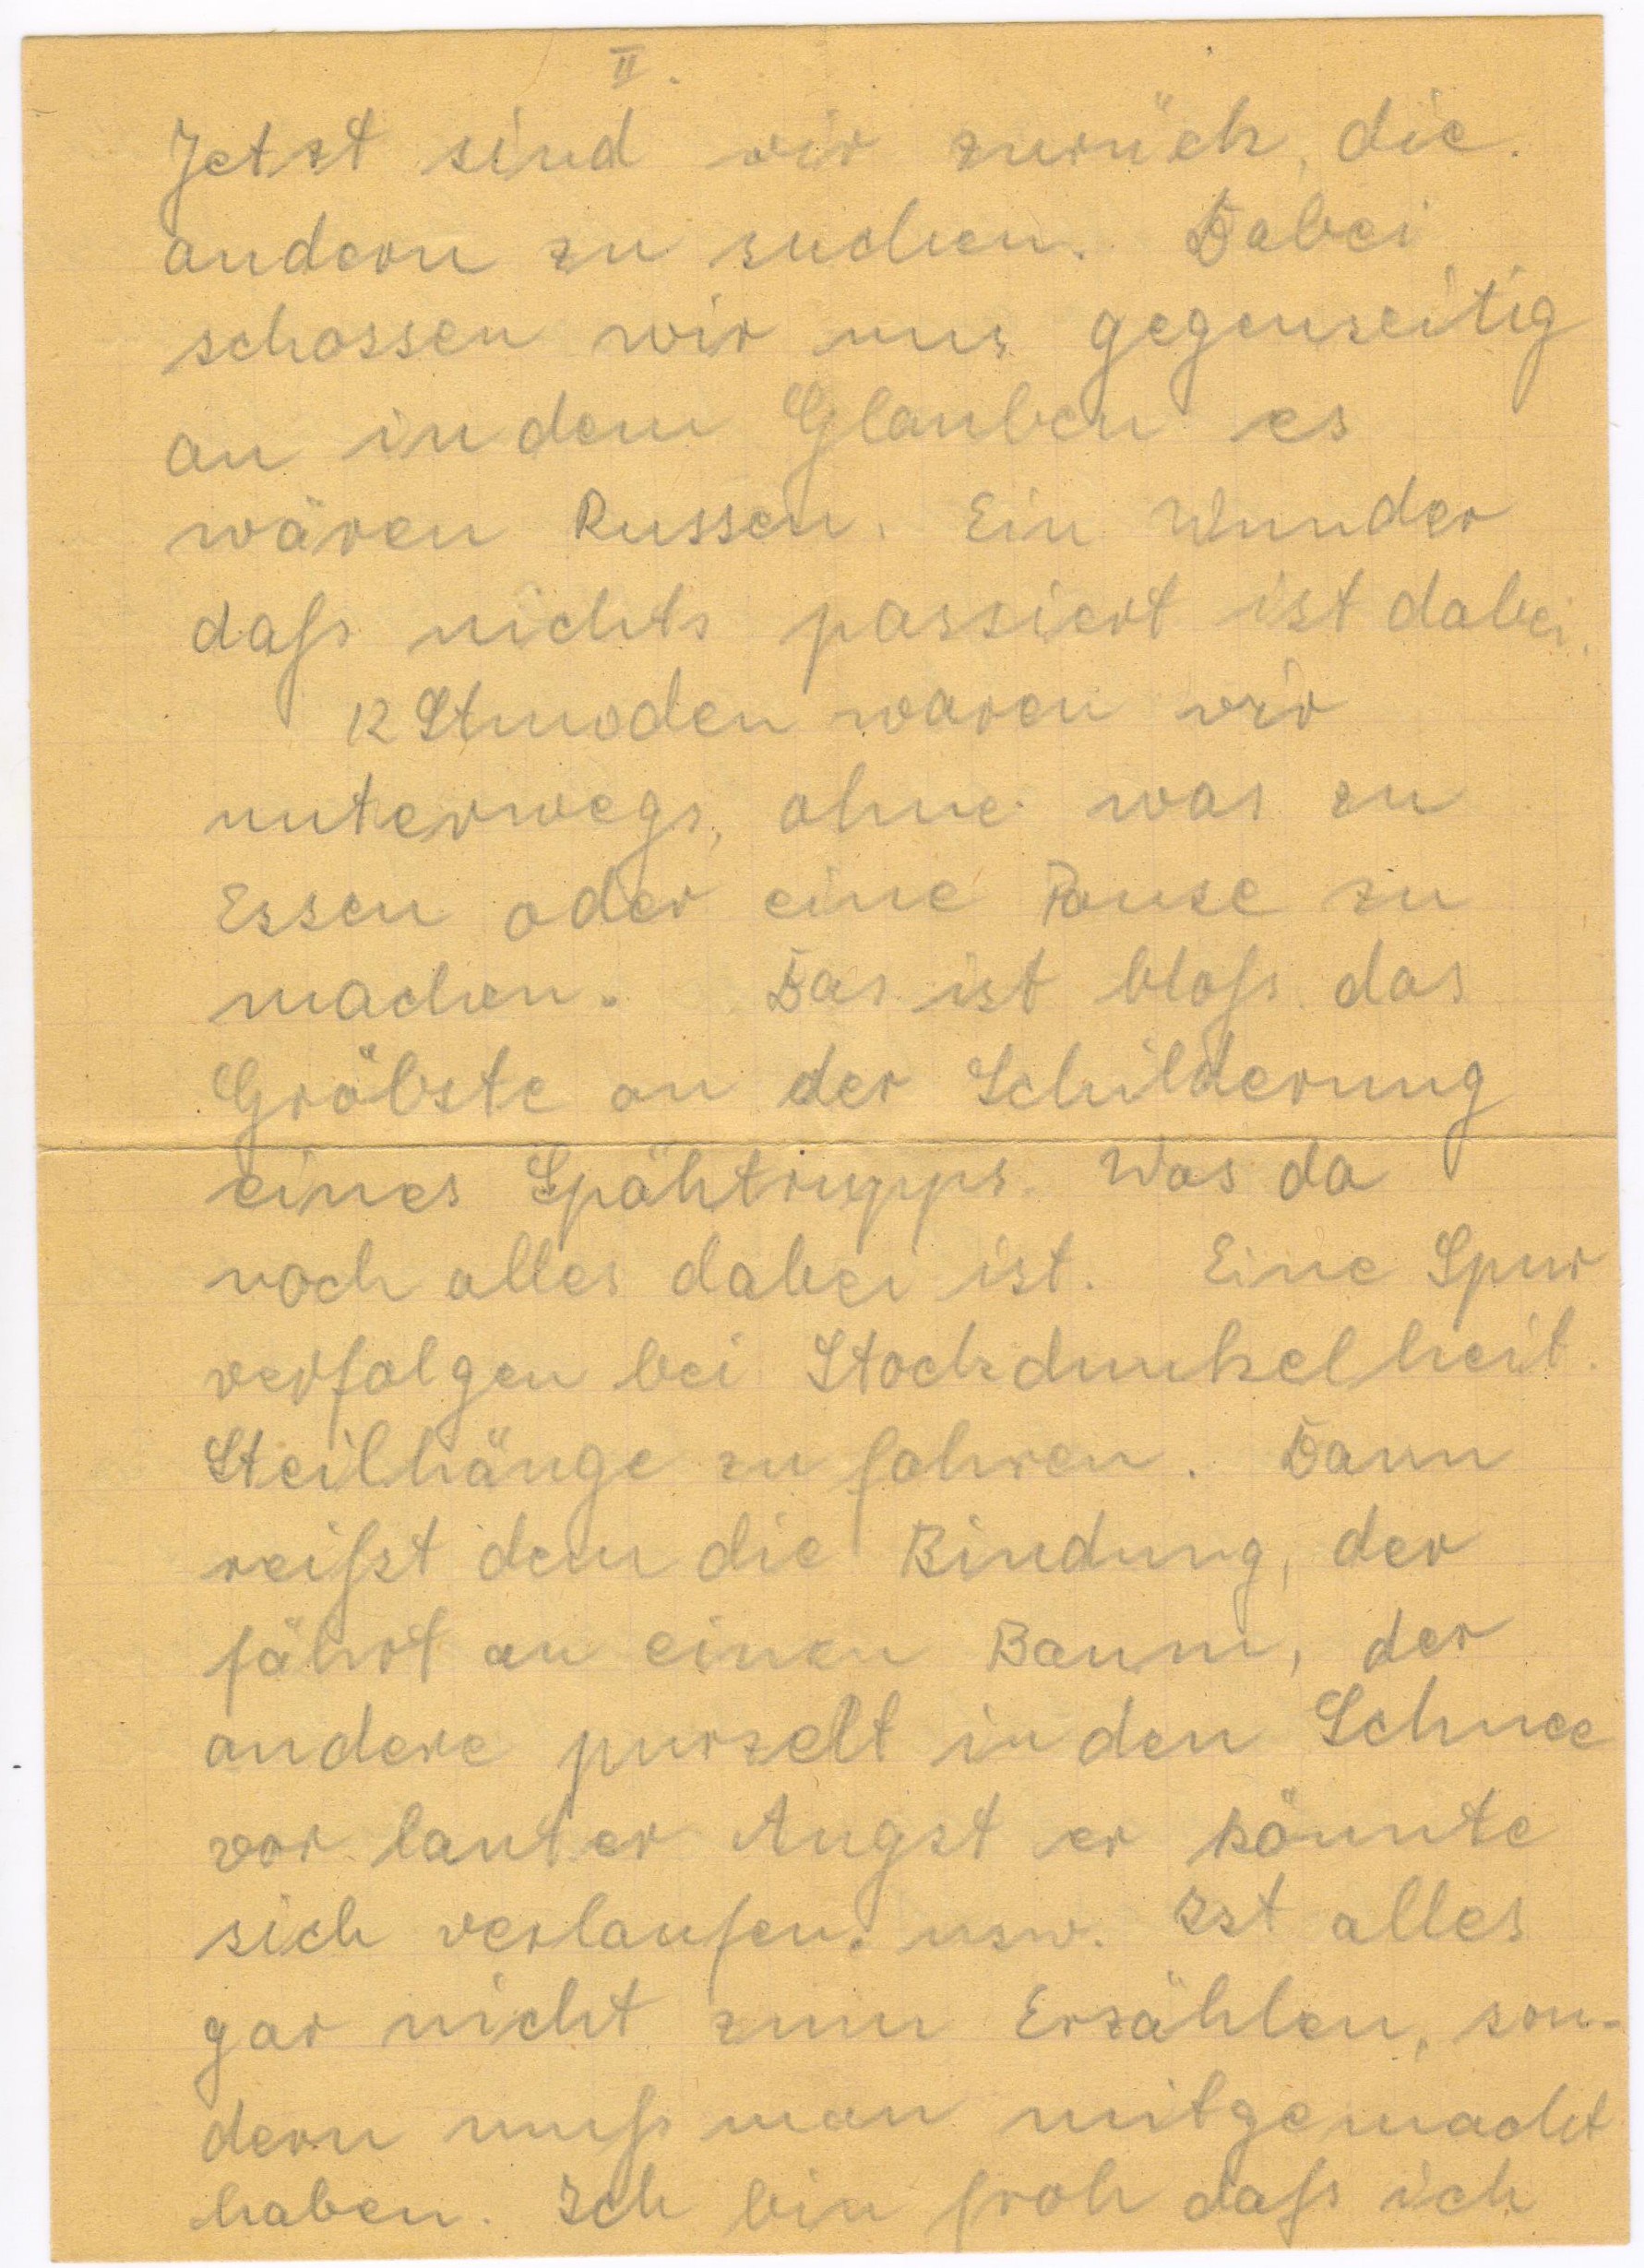 II.
Jetzt sind wir zurück, die
andern zu suchen. Dabei
schossen wir uns gegenseitig
an in dem Glauben es
wären Russen. Ein Wunder
daß nichts passiert ist dabei.
12 Stunden waren wir
unterwegs, ohne was zu
Essen oder eine Pause zu
machen. Das ist bloß das
Gröbste an der Schilderung
eines Spähtrupps. Was da
noch alles dabei ist. Eine Spur
verfolgen bei Stockdunkelheit.
Steilhänge zu fahren. Dann
reißt dem die Bindung, der
fährt an einen Baum, der
andere purzelt in den Schnee
vor lauter Angst er könnte
sich verlaufen. usw. Ist alles
gar nicht zum Erzählen, son-
dern muß man mitgemacht
haben. Ich bin froh daß ich